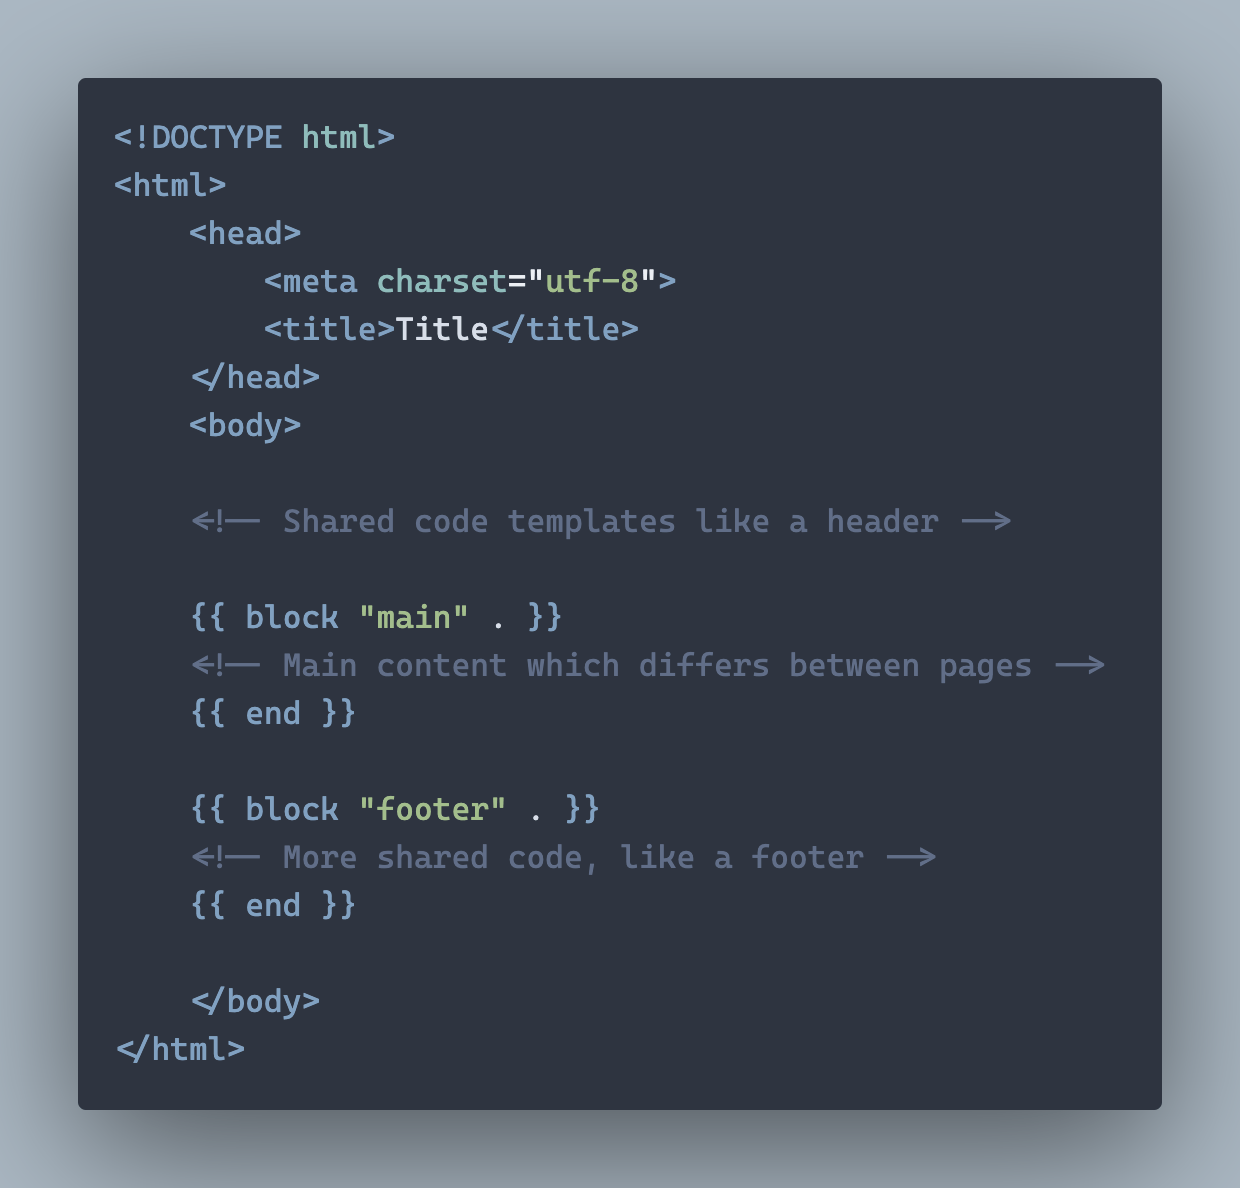 <!DOCTYPE html>
<html>
    <head>
        <meta charset="utf-8">
        <title>Title</title>
    </head>
    <body>

    <!-- Shared code templates like a header -->

    {{ block "main" . }}
    <!-- Main content which differs between pages -->
    {{ end }}

    {{ block "footer" . }}
    <!-- More shared code, like a footer -->
    {{ end }}

    </body>
</html>